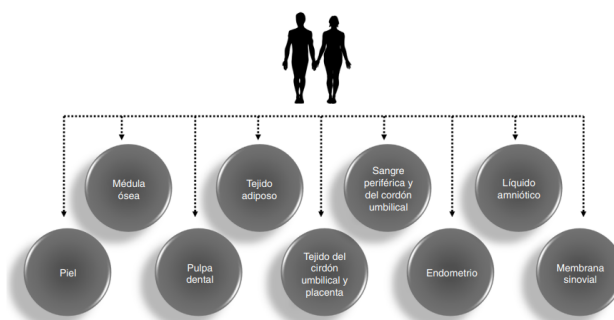 Médula
ósea
Tejido
adiposo
Sangre
periférica y
del cordón
umbilical
Líquido
amniótico
Piel
Pulpa
dental
Tejido del
cirdón
umbilical y
placenta
Endometrio
Membrana
sinovial